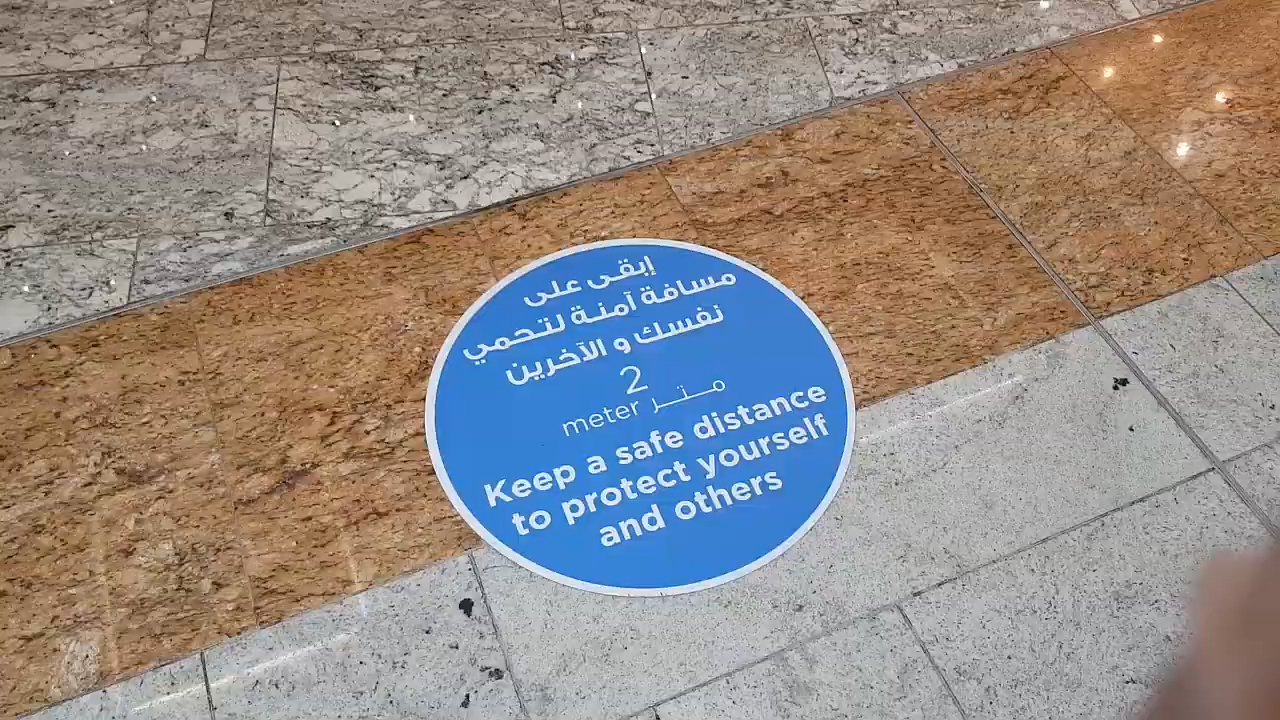 إبقى على
مسافة آمنة لتحمي
نفسك و الآخرين
2
meter متر
Keep a safe distance
to protect yourself
and others